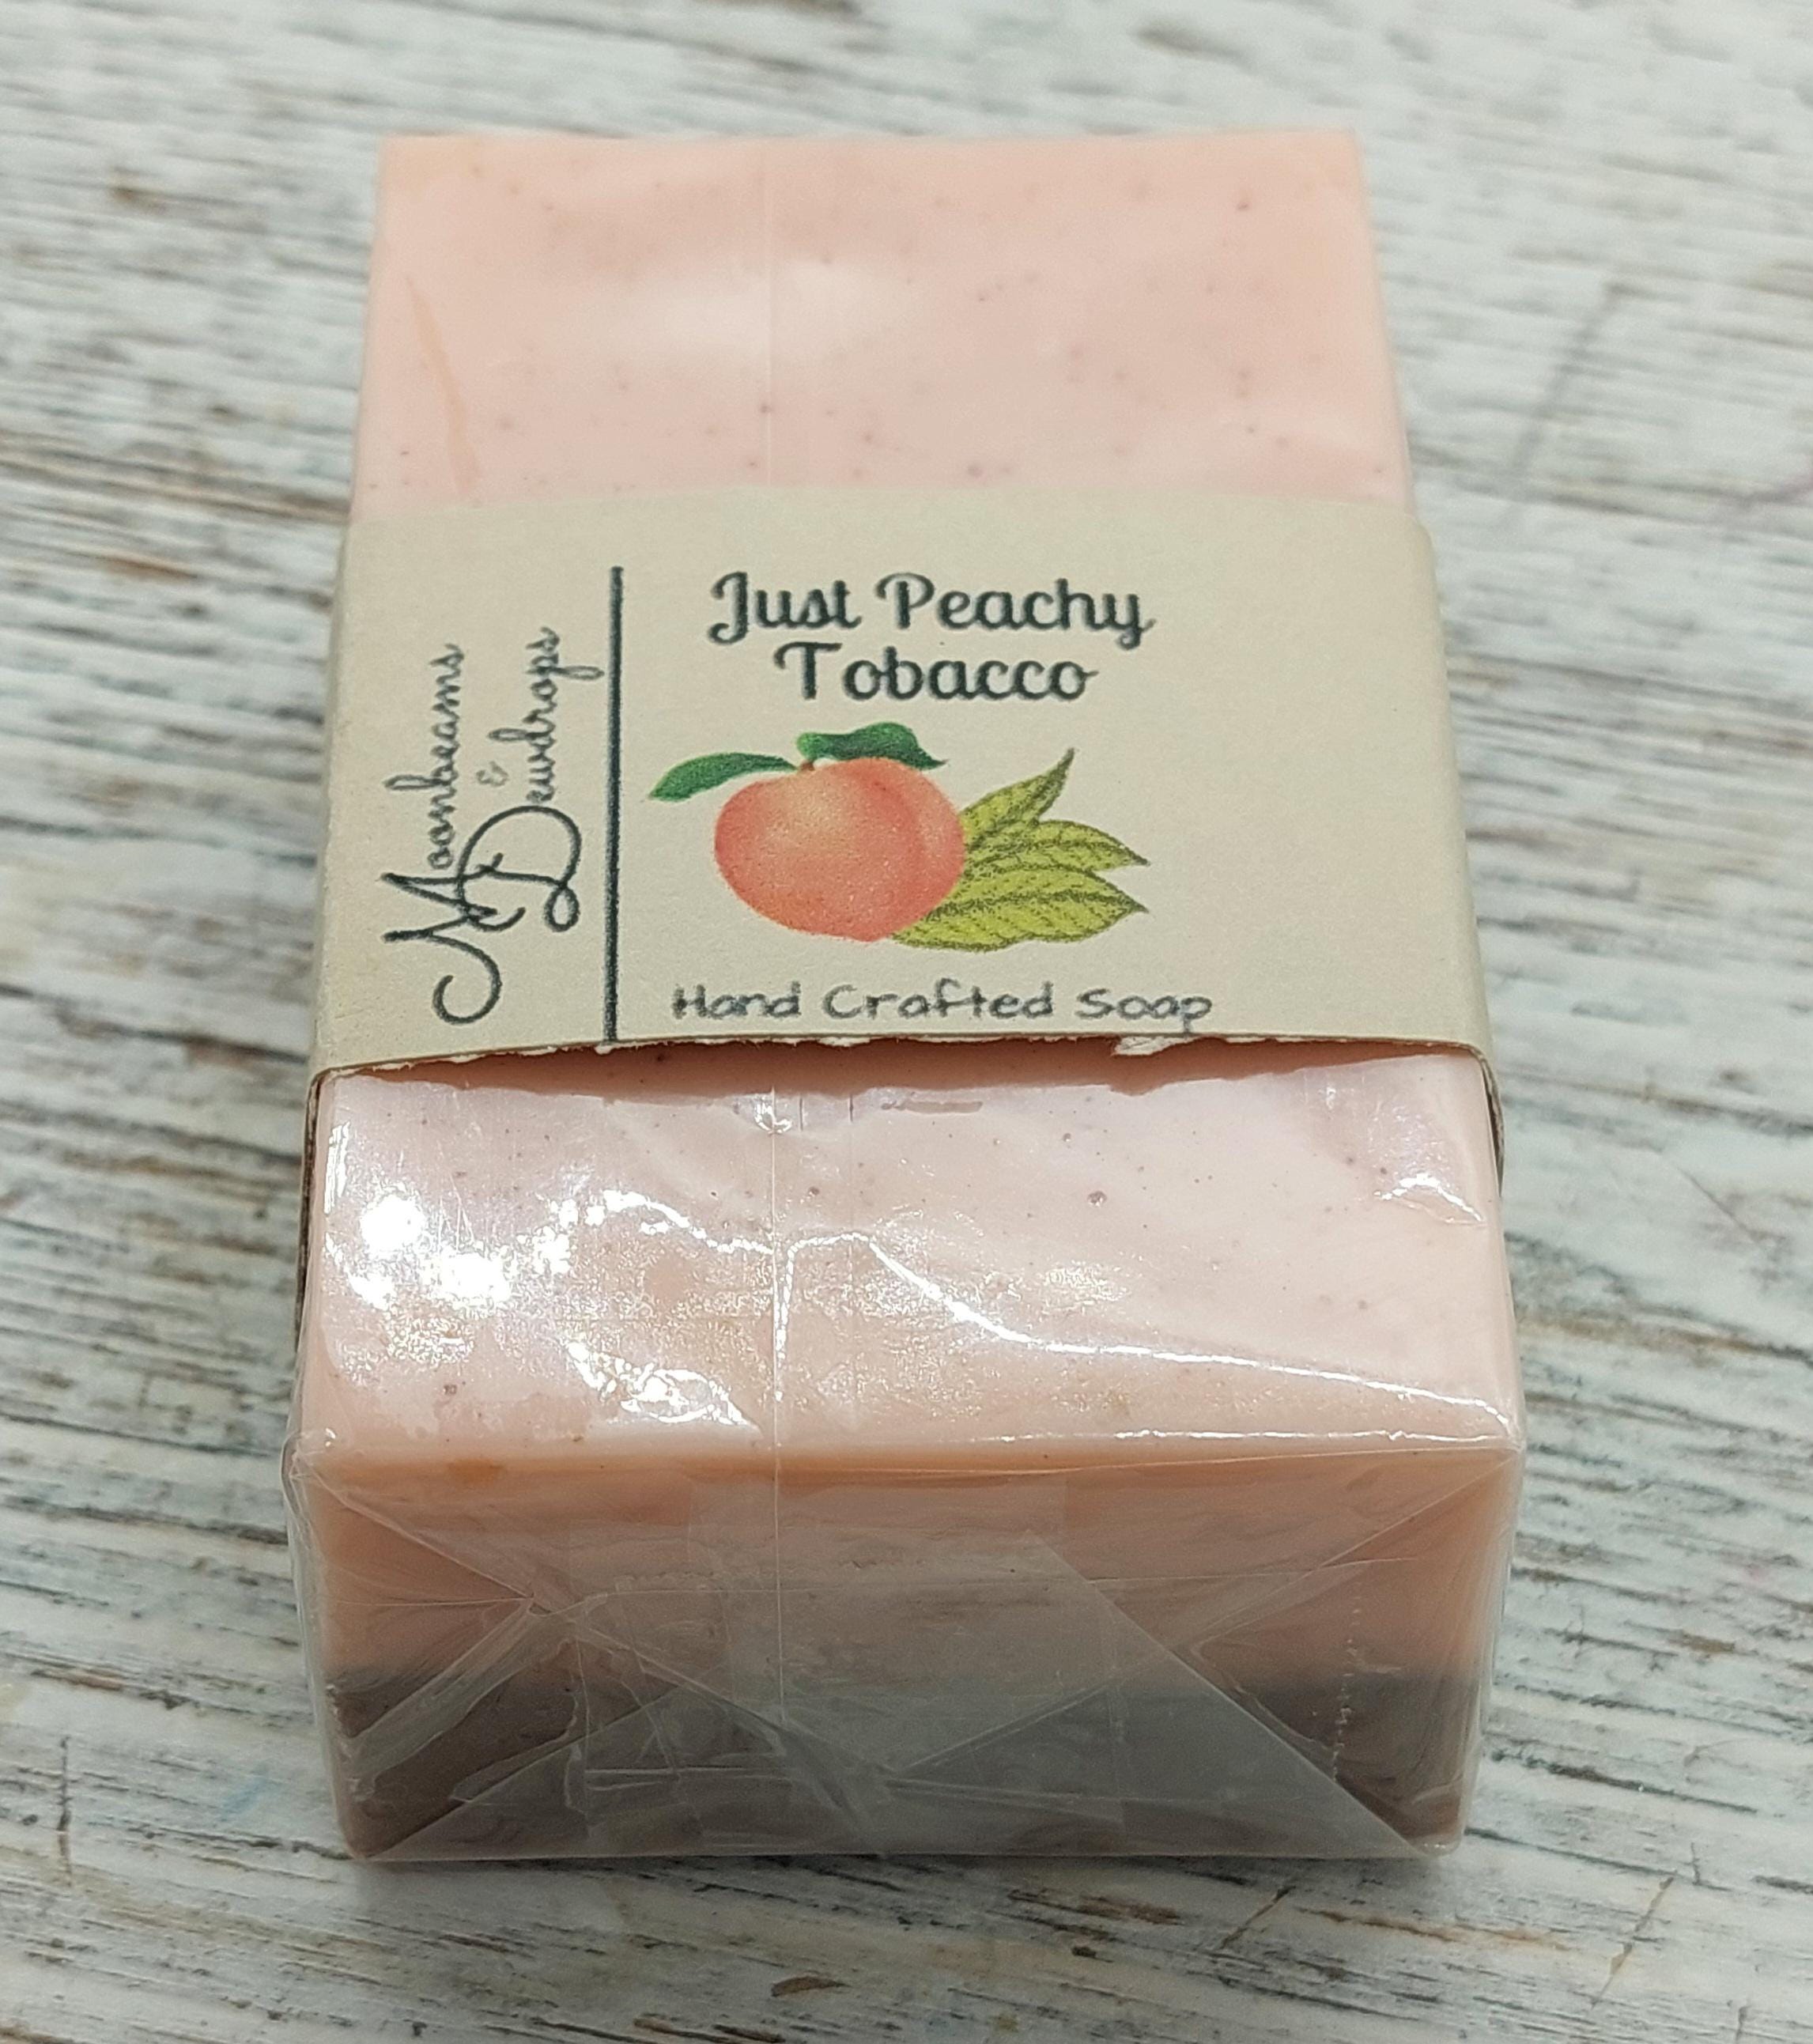 Moonbeams
&
Dewdrops
Just Peachy
Tobacco
Hand Crafted Soap